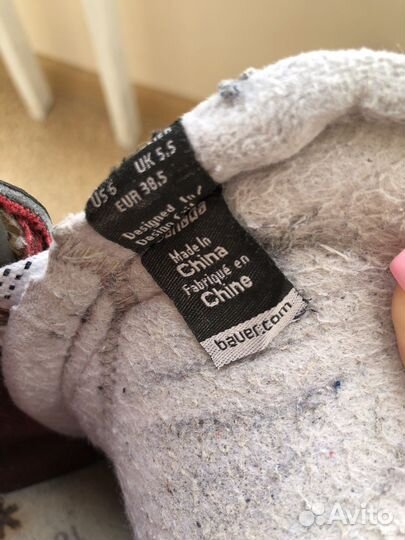 US 6 UK 5.5
EUR 38.5
Designed in /
Made in
China
Fabriqué en
Chine
bauer.com
Avito